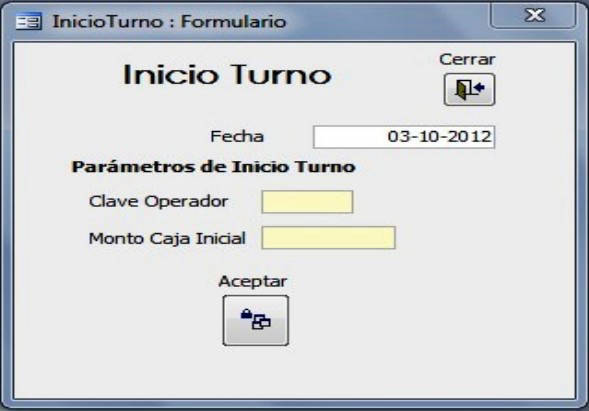 InicioTurno : Formulario
Cerrar
Inicio Turno
Fecha 03-10-2012
Parámetros de Inicio Turno
Clave Operador
Monto Caja Inicial
Aceptar